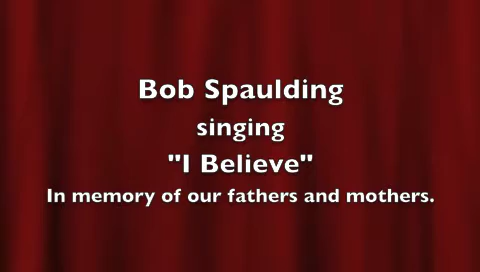 Bob Spaulding
singing
"I Believe"
In memory of our fathers and mothers.